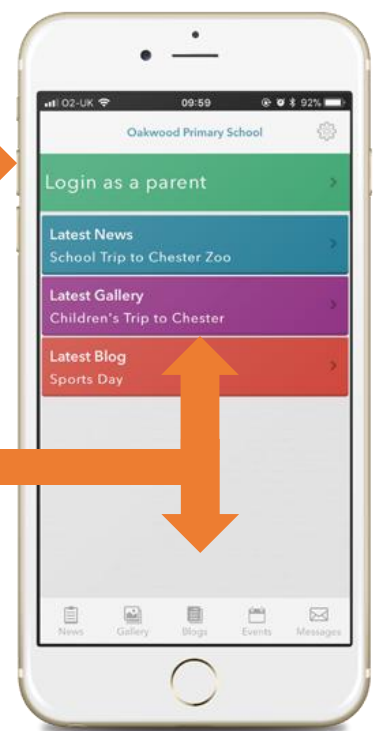 O2-UK 09:59 92%
Oakwood Primary School
Login as a parent
Latest News
School Trip to Chester Zoo
Latest Gallery
Children's Trip to Chester
Latest Blog
Sports Day
News Gallery Blogs Events Messages